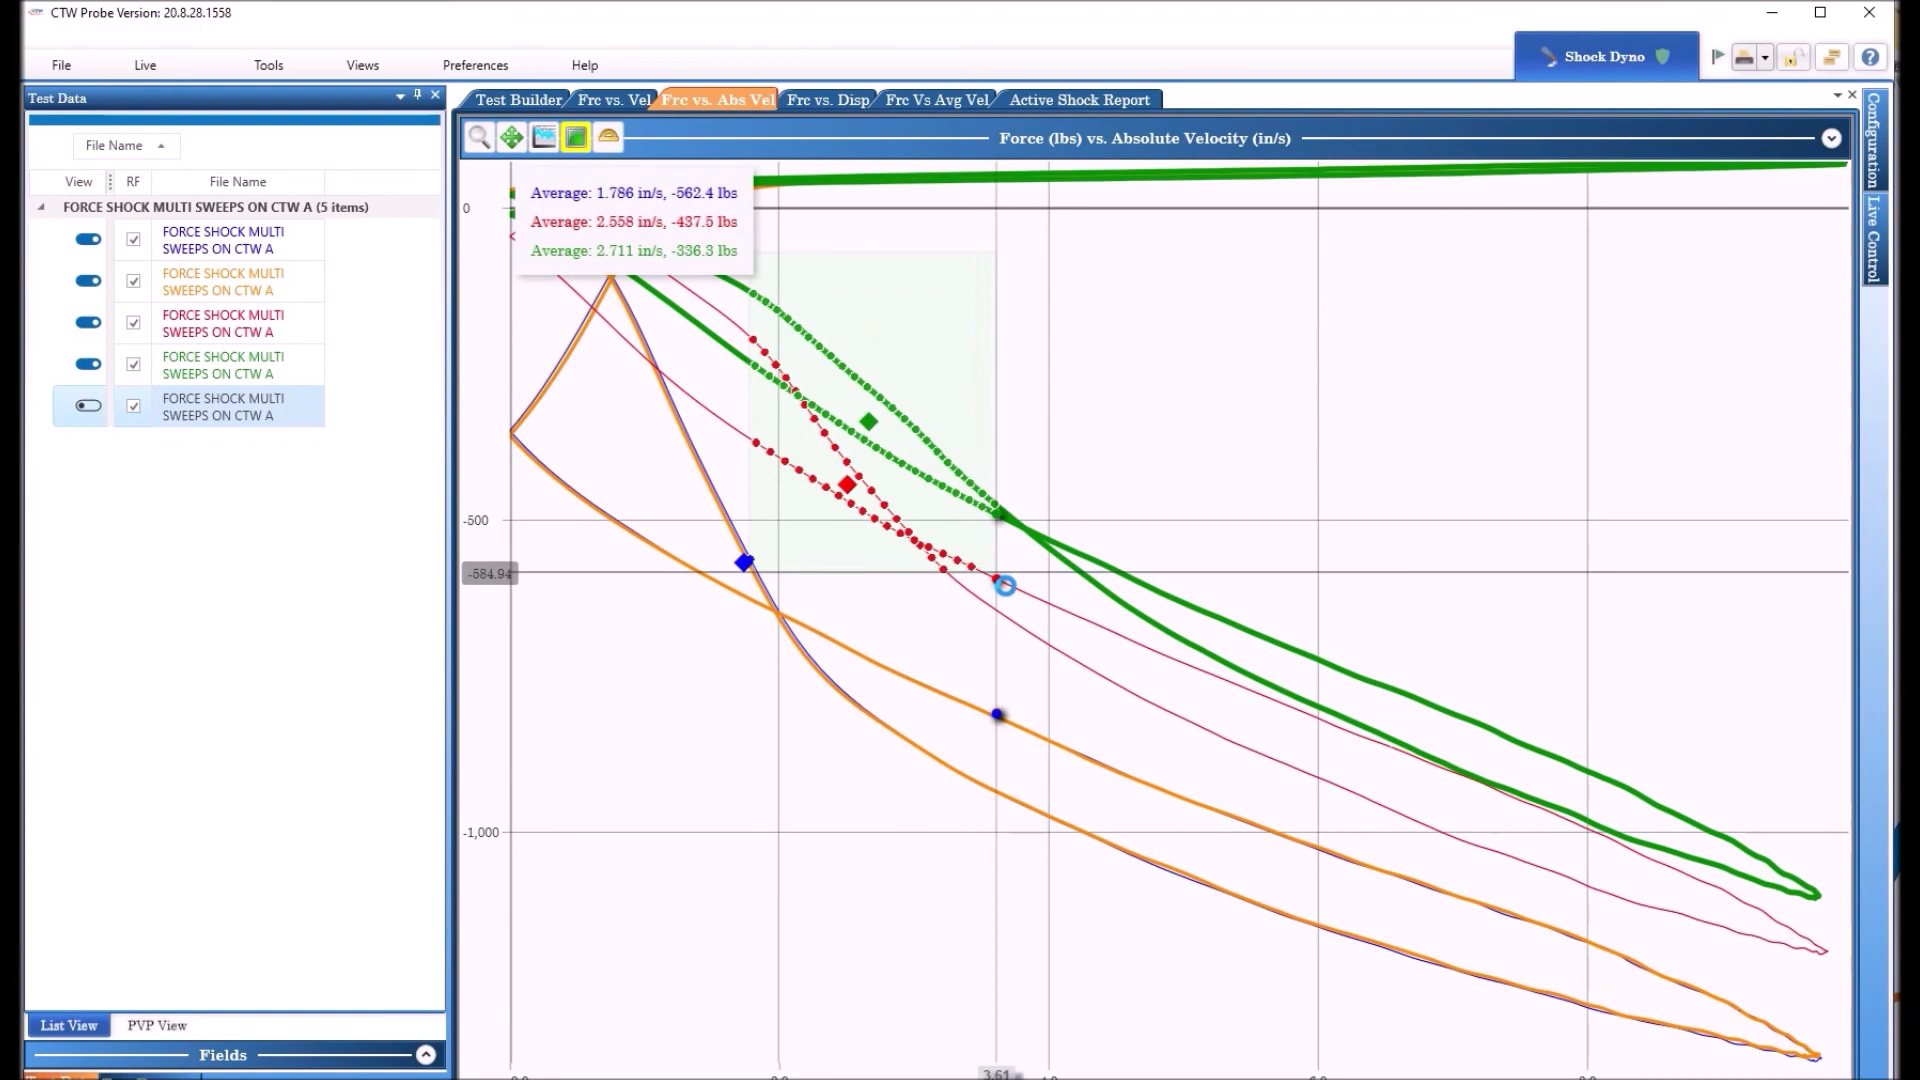 CTW Probe Version: 20.8.28.1558
File Live Tools Views Preferences Help
Shock Dyno
Test Data
Test Builder Frc vs. Vel Frc vs. Abs Vel Frc vs. Disp Frc Vs Avg Vel Active Shock Report
Force (lbs) vs. Absolute Velocity (in/s)
File Name
View RF File Name
FORCE SHOCK MULTI SWEEPS ON CTW A (5 items)
FORCE SHOCK MULTI
SWEEPS ON CTW A
FORCE SHOCK MULTI
SWEEPS ON CTW A
FORCE SHOCK MULTI
SWEEPS ON CTW A
FORCE SHOCK MULTI
SWEEPS ON CTW A
FORCE SHOCK MULTI
SWEEPS ON CTW A
Average: 1.786 in/s, -562.4 lbs
Average: 2.558 in/s, -437.5 lbs
Average: 2.711 in/s, -336.3 lbs
0
-500
-584.94
-1,000
3.61
Configuration
Live Control
List View PVP View
Fields